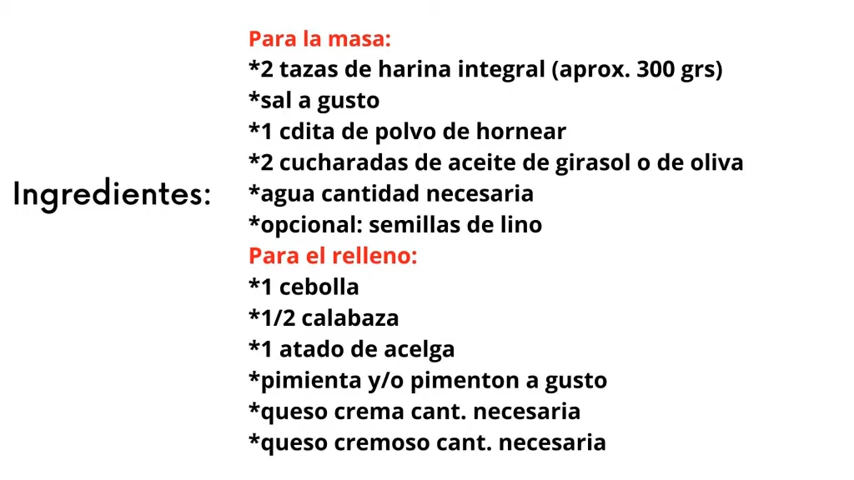 Ingredientes:
Para la masa:
*2 tazas de harina integral (aprox. 300 grs)
*sal a gusto
*1 cdita de polvo de hornear
*2 cucharadas de aceite de girasol o de oliva
*agua cantidad necesaria
*opcional: semillas de lino
Para el relleno:
*1 cebolla
*1/2 calabaza
*1 atado de acelga
*pimienta y/o pimenton a gusto
*queso crema cant. necesaria
*queso cremoso cant. necesaria